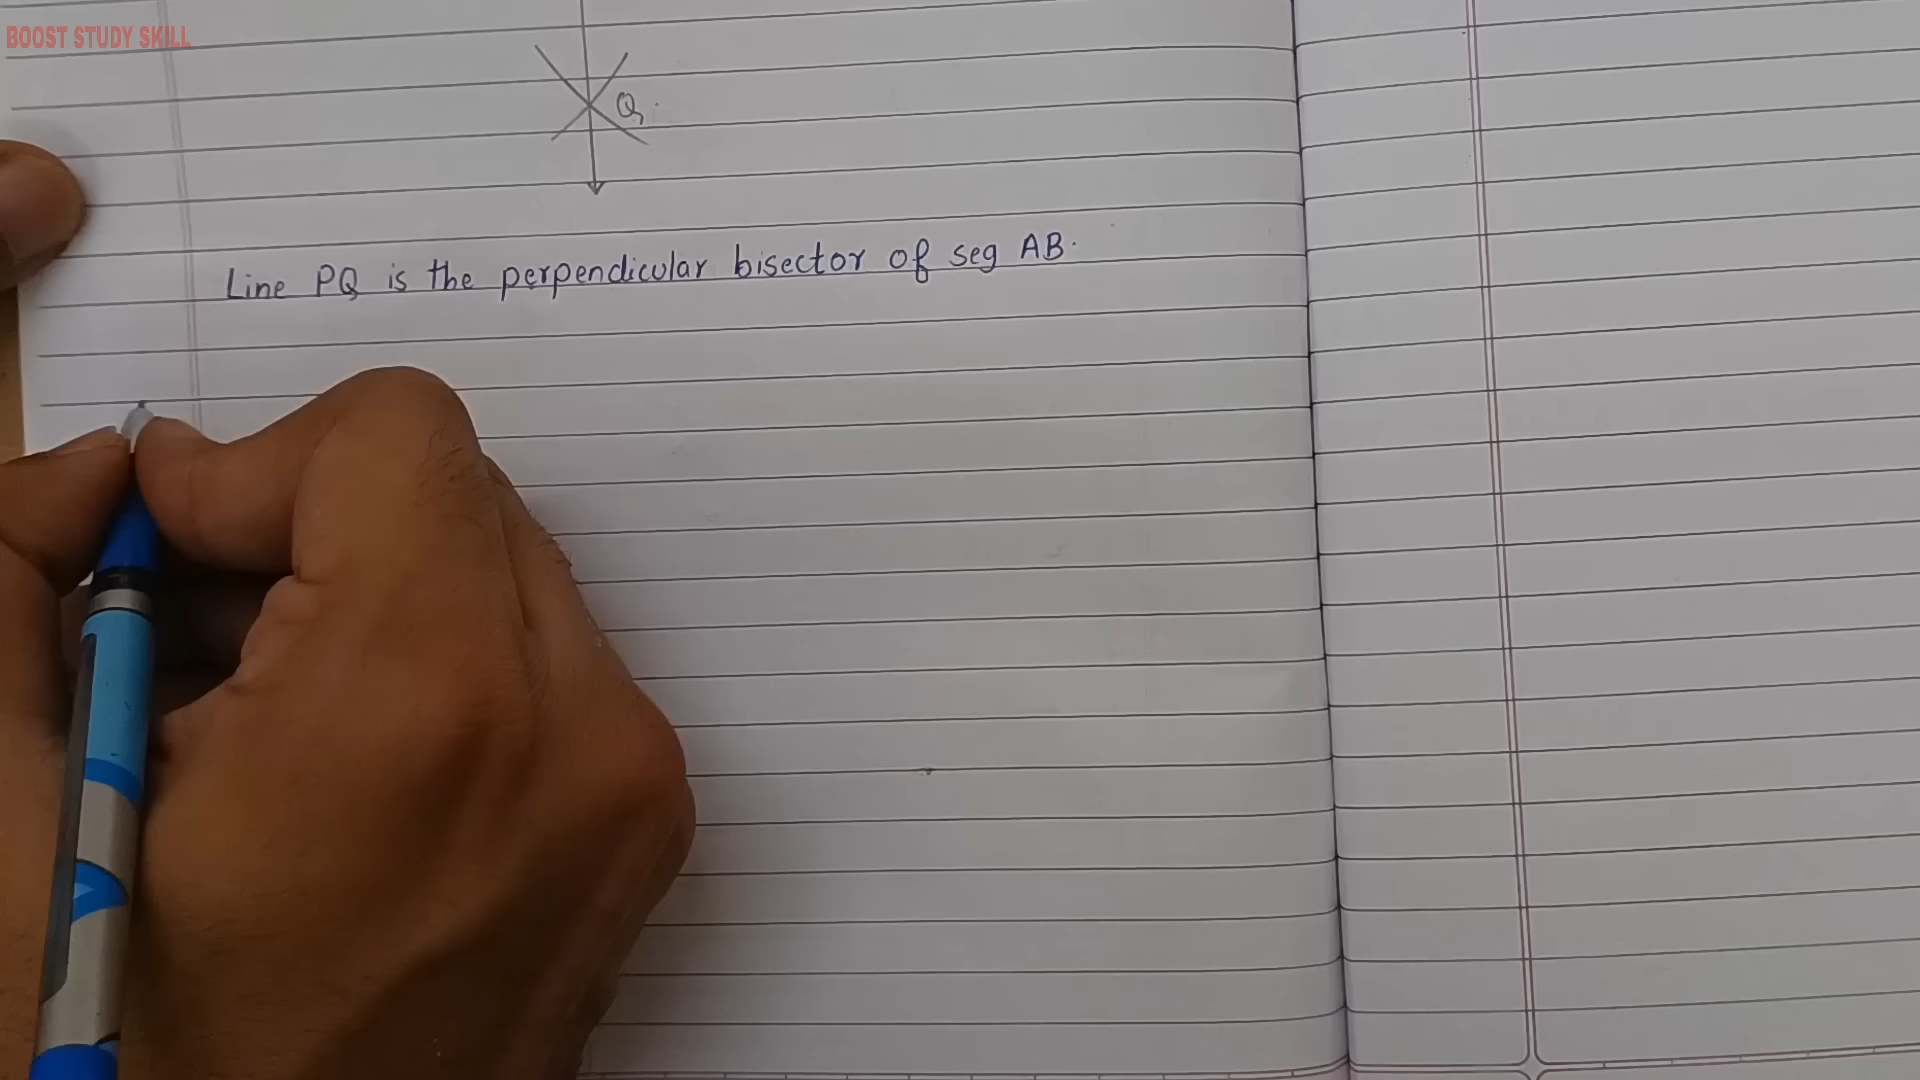 BOOST STUDY SKILL
Q
Line PQ is the perpendicular bisector of seg AB.